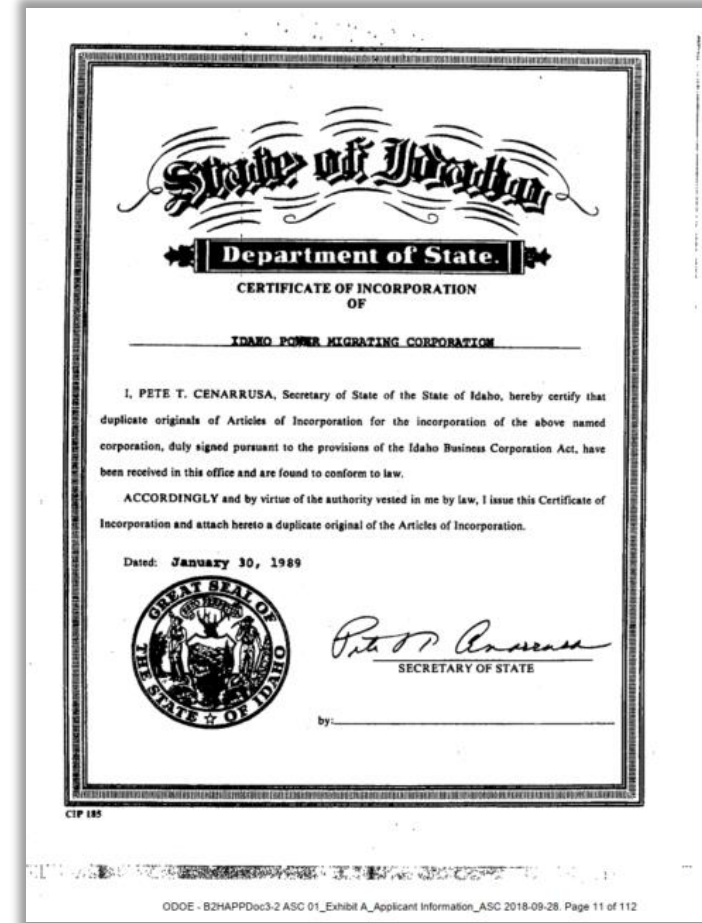 State of Idaho
Department of State.
CERTIFICATE OF INCORPORATION
OF
IDAHO POWER MIGRATING CORPORATION
I, PETE T. CENARRUSA, Secretary of State of the State of Idaho, hereby certify that
duplicate originals of Articles of Incorporation for the incorporation of the above named
corporation, duly signed pursuant to the provisions of the Idaho Business Corporation Act, have
been received in this office and are found to conform to law.
ACCORDINGLY and by virtue of the authority vested in me by law, I issue this Certificate of
Incorporation and attach hereto a duplicate original of the Articles of Incorporation.
Dated: January 30, 1989
GREAT SEAL OF
THE STATE OF IDAHO
Pete T Cenarrusa
SECRETARY OF STATE
by:
CIP 185
ODOE - B2HAPPDoc3-2 ASC 01_Exhibit A_Applicant Information_ASC 2018-09-28. Page 11 of 112